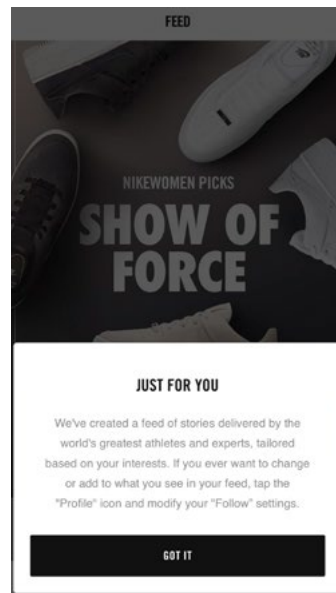 FEED
NIKEWOMEN PICKS
SHOW OF
FORCE
JUST FOR YOU
We've created a feed of stories delivered by the
world's greatest athletes and experts, tailored
based on your interests. If you ever want to change
or add to what you see in your feed, tap the
"Profile" icon and modify your "Follow" settings.
GOT IT